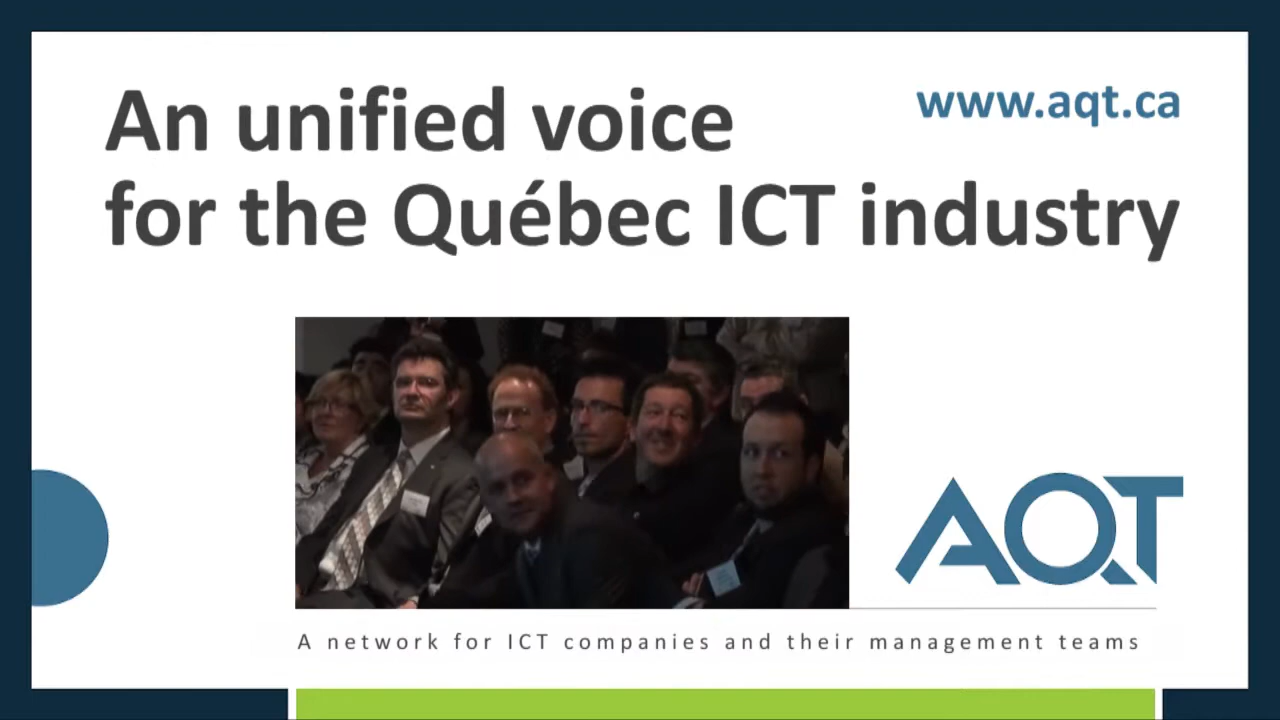 An unified voice
www.aqt.ca
for the Québec ICT industry
AQT
A network for ICT companies and their management teams